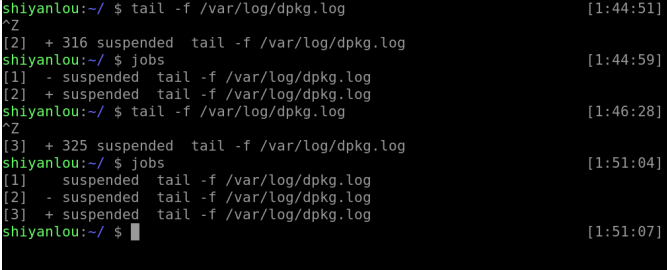 shiyanlou:~/ $ tail -f /var/log/dpkg.log [1:44:51]
^Z
[2]  + 316 suspended  tail -f /var/log/dpkg.log
shiyanlou:~/ $ jobs [1:44:59]
[1]  - suspended  tail -f /var/log/dpkg.log
[2]  + suspended  tail -f /var/log/dpkg.log
shiyanlou:~/ $ tail -f /var/log/dpkg.log [1:46:28]
^Z
[3]  + 325 suspended  tail -f /var/log/dpkg.log
shiyanlou:~/ $ jobs [1:51:04]
[1]    suspended  tail -f /var/log/dpkg.log
[2]  - suspended  tail -f /var/log/dpkg.log
[3]  + suspended  tail -f /var/log/dpkg.log
shiyanlou:~/ $ [1:51:07]